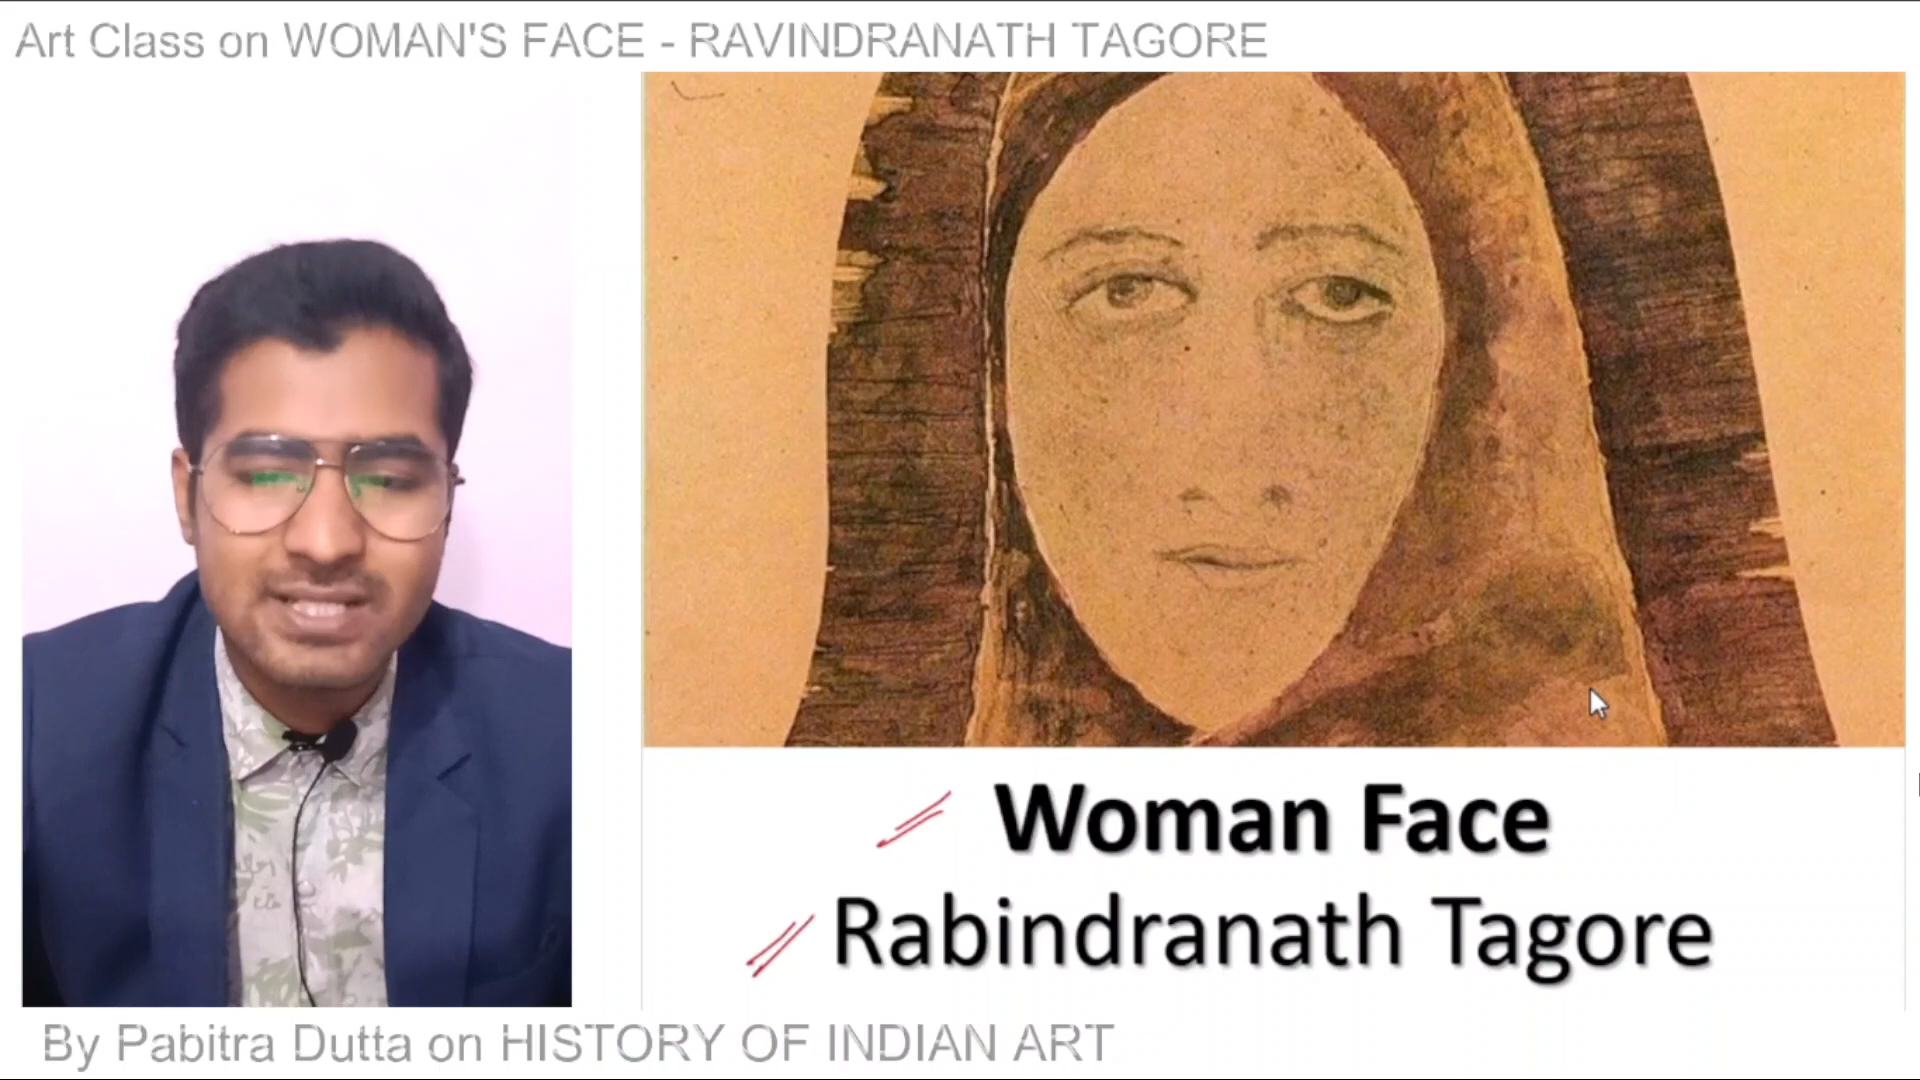 Art Class on WOMAN'S FACE - RAVINDRANATH TAGORE
Woman Face
Rabindranath Tagore
By Pabitra Dutta on HISTORY OF INDIAN ART